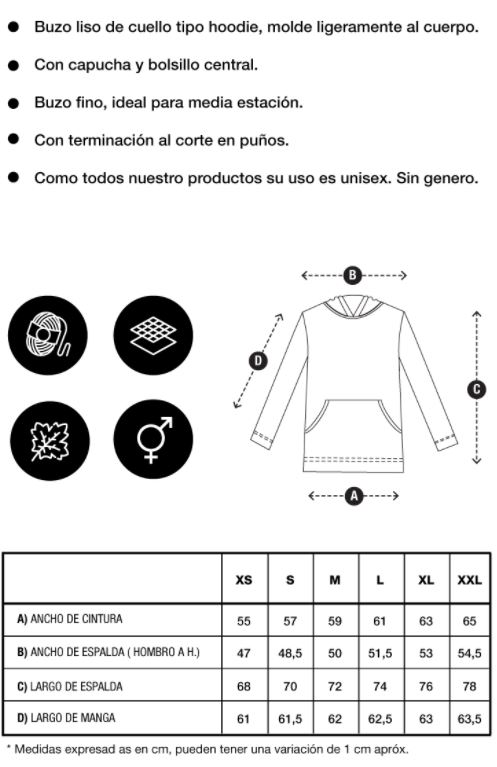 Buzo liso de cuello tipo hoodie, molde ligeramente al cuerpo.
Con capucha y bolsillo central.
Buzo fino, ideal para media estación.
Con terminación al corte en puños.
Como todos nuestro productos su uso es unisex. Sin genero.
B
D
C
A
XS S M L XL XXL
A) ANCHO DE CINTURA 55 57 59 61 63 65
B) ANCHO DE ESPALDA ( HOMBRO A H.) 47 48,5 50 51,5 53 54,5
C) LARGO DE ESPALDA 68 70 72 74 76 78
D) LARGO DE MANGA 61 61,5 62 62,5 63 63,5
* Medidas expresad as en cm, pueden tener una variación de 1 cm apróx.